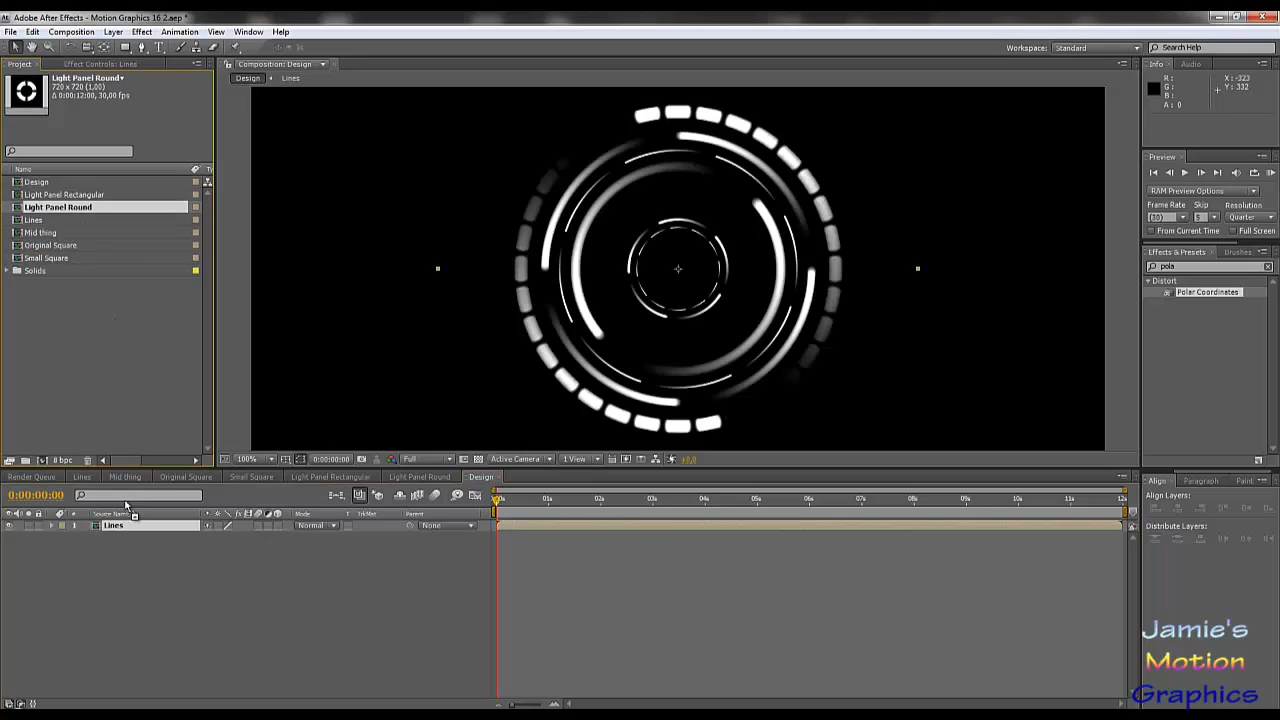 Adobe After Effects - Motion Graphics 16 2.aep *
File Edit Composition Layer Effect Animation View Window Help
Workspace: Standard
Search Help
Project
Effect Controls: Lines
Composition: Design
Info
Audio
Light Panel Round
720 x 720 (1,00)
Δ 0:00:12:00, 30,00 fps
Design
Lines
R :
G :
B :
A : 0
X : -323
Y : 332
Name
Ty
Design
Light Panel Rectangular
Light Panel Round
Lines
Mid thing
Original Square
Small Square
Solids
Preview
RAM Preview Options
Frame Rate Skip Resolution
(30) 5 Quarter
From Current Time Full Screen
Effects & Presets
Brushes
pola
Distort
Polar Coordinates
8 bpc
100%
0:00:00:00
Full
Active Camera
1 View
+0,0
Render Queue
Lines
Mid thing
Original Square
Small Square
Light Panel Rectangular
Light Panel Round
Design
Align
Paragraph
Paint
0:00:00:00
01s 02s 03s 04s 05s 06s 07s 08s 09s 10s 11s 12s
Align Layers:
Distribute Layers:
# Mode T TrkMat Parent
1 Lines Normal None
Jamie's
Motion
Graphics